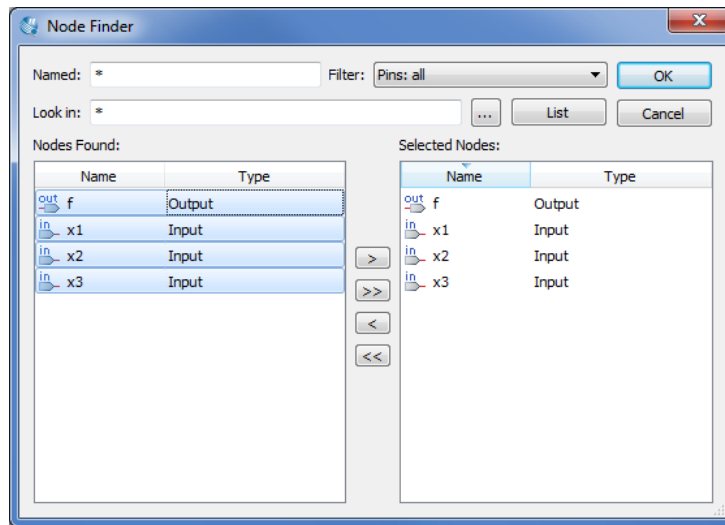 Node Finder
Named: * Filter: Pins: all OK
Look in: * ... List Cancel
Nodes Found: Selected Nodes:
Name Type Name Type
out f Output out f Output
in x1 Input in x1 Input
in x2 Input in x2 Input
in x3 Input in x3 Input
>
>>
<
<<